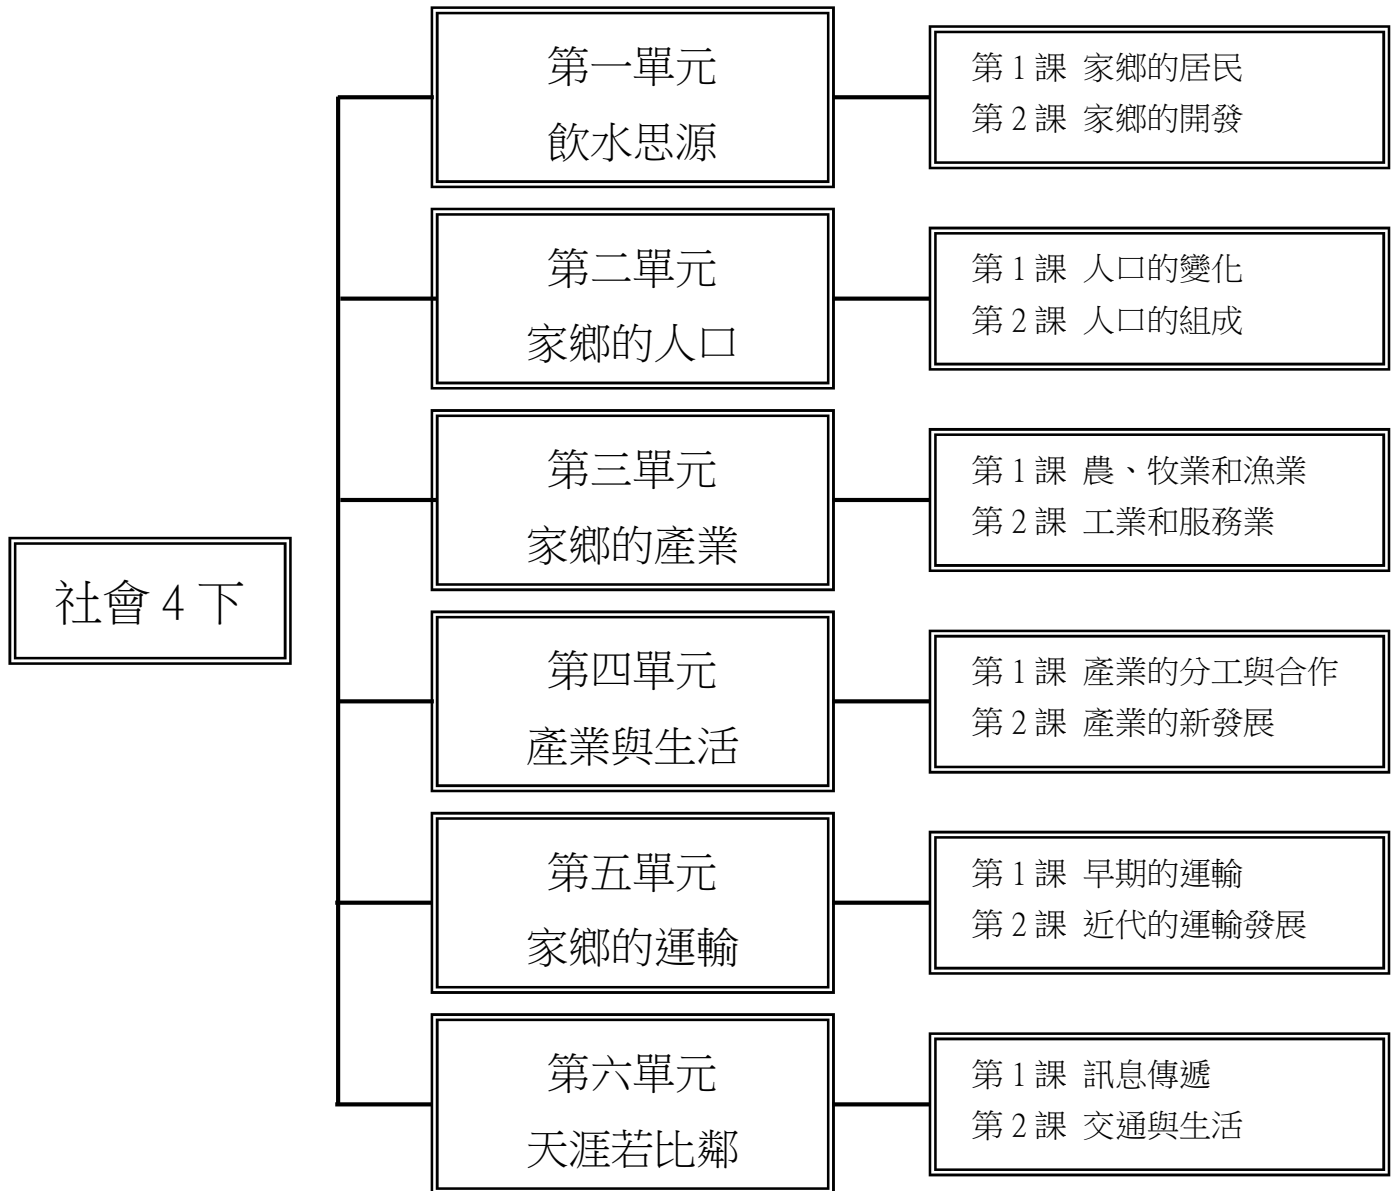 社會4下
第一單元
飲水思源
第1課 家鄉的居民
第2課 家鄉的開發
第二單元
家鄉的人口
第1課 人口的變化
第2課 人口的組成
第三單元
家鄉的產業
第1課 農、牧業和漁業
第2課 工業和服務業
第四單元
產業與生活
第1課 產業的分工與合作
第2課 產業的新發展
第五單元
家鄉的運輸
第1課 早期的運輸
第2課 近代的運輸發展
第六單元
天涯若比鄰
第1課 訊息傳遞
第2課 交通與生活